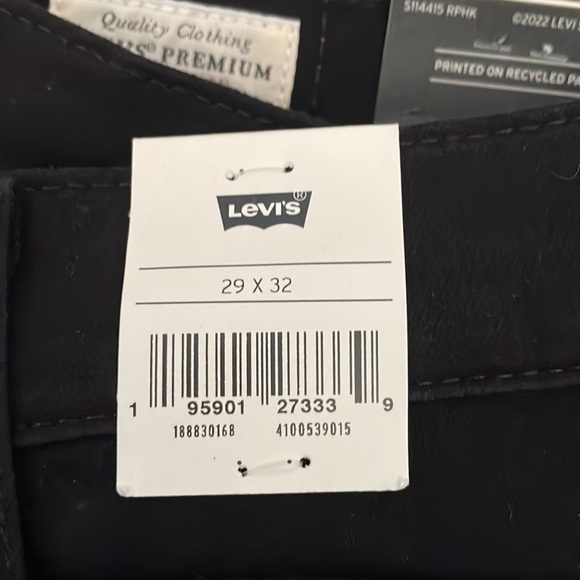 Quality Clothing
PREMIUM
S114415 RPHK ©2022 LEVI
PRINTED ON RECYCLED PA
LEVI'S®
29 X 32
1 95901 27333 9
188830168 4100539015